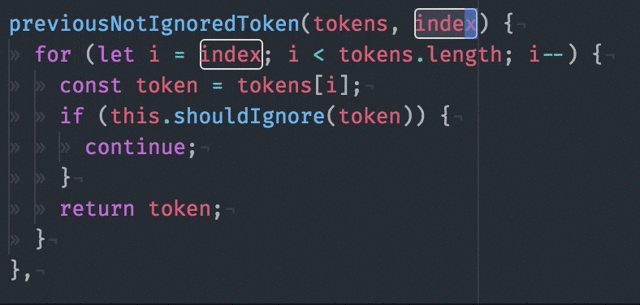 previousNotIgnoredToken(tokens, index) {
for (let i = index; i < tokens.length; i--) {
const token = tokens[i];
if (this.shouldIgnore(token)) {
continue;
}
return token;
}
},